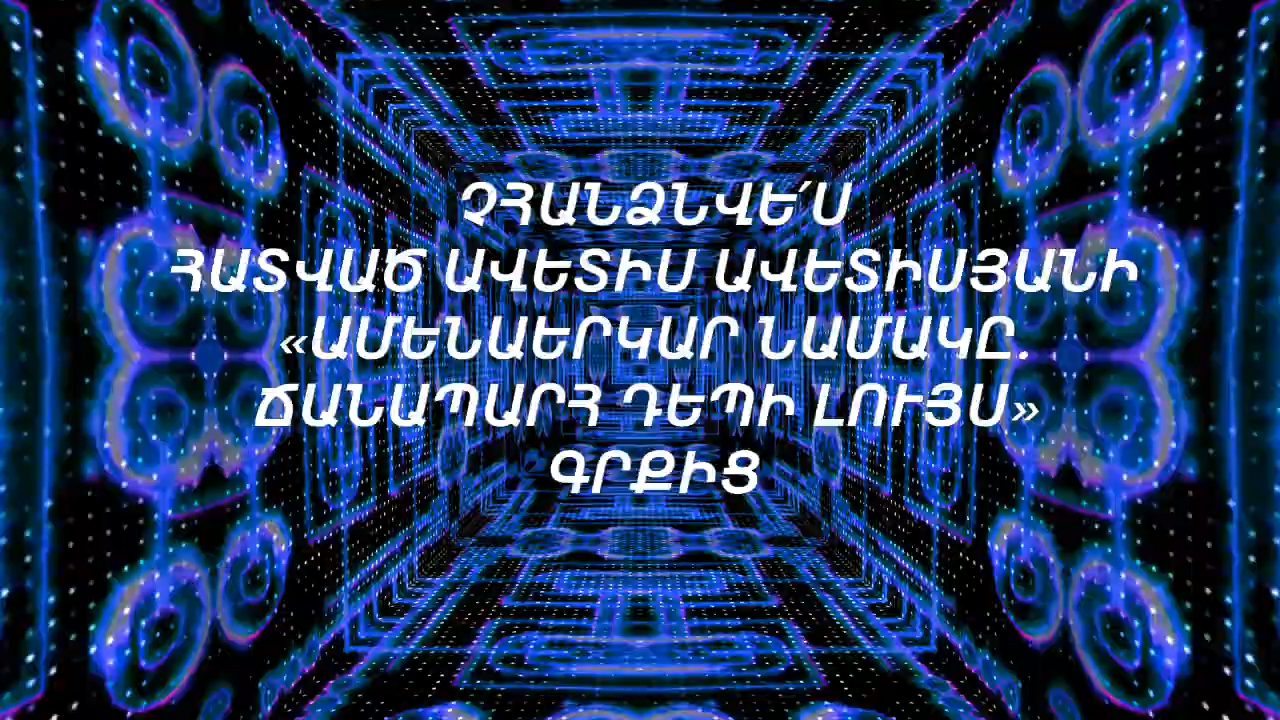 ՉՀԱՆՁՆՎԵ՛Ս
ՀԱՏՎԱԾ ԱՎԵՏԻՍ ԱՎԵՏԻՍՅԱՆԻ
«ԱՄԵՆԱԵՐԿԱՐ ՆԱՄԱԿԸ.
ՃԱՆԱՊԱՐՀ ԴԵՊԻ ԼՈՒՅՍ»
ԳՐՔԻՑ